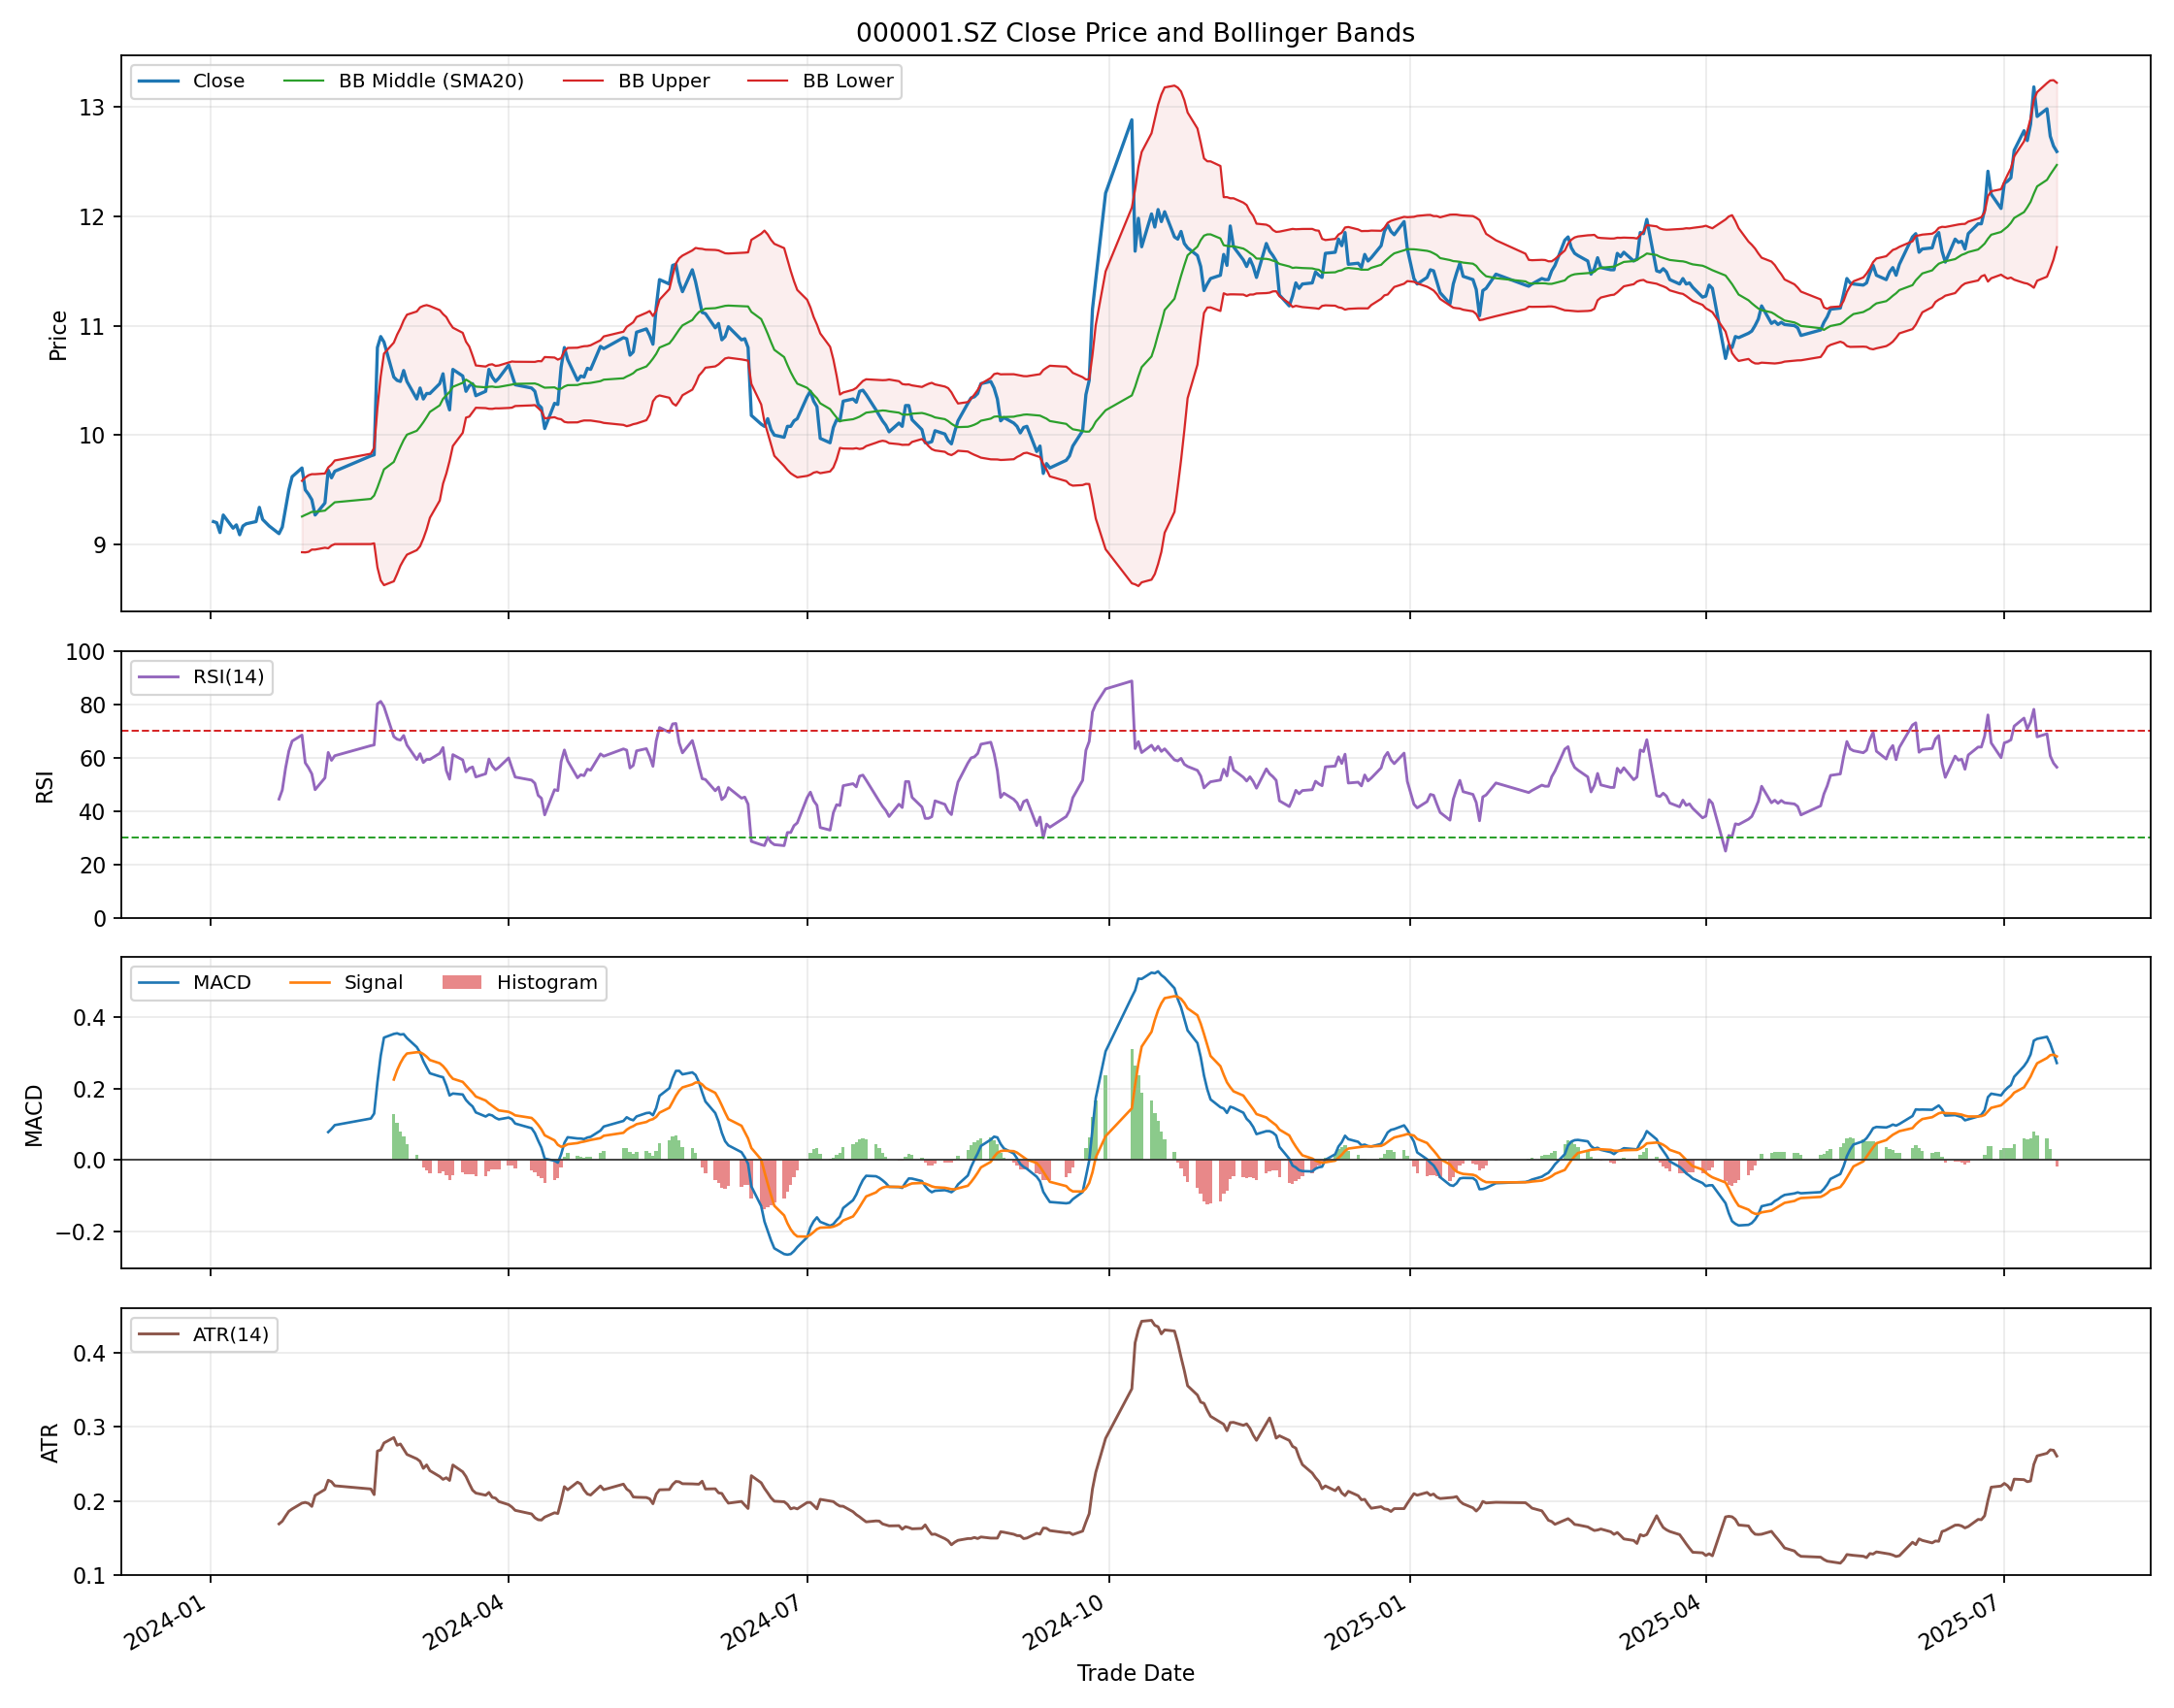 000001.SZ Close Price and Bollinger Bands
Close BB Middle (SMA20) BB Upper BB Lower
13
12
11
10
9
Price
RSI(14)
100
80
60
40
20
0
RSI
MACD Signal Histogram
0.4
0.2
0.0
−0.2
MACD
ATR(14)
0.4
0.3
0.2
0.1
ATR
2024-01 2024-04 2024-07 2024-10 2025-01 2025-04 2025-07
Trade Date